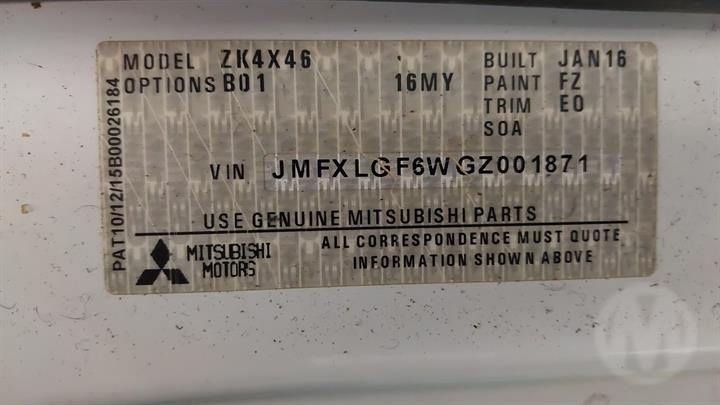 MODEL ZK4X46 BUILT JAN16
OPTIONS B01 16MY PAINT FZ
TRIM E0
SOA
VIN JMFXLGF6WGZ001871
USE GENUINE MITSUBISHI PARTS
MITSUBISHI MOTORS
ALL CORRESPONDENCE MUST QUOTE
INFORMATION SHOWN ABOVE
PAT10/12/15B00026184
M